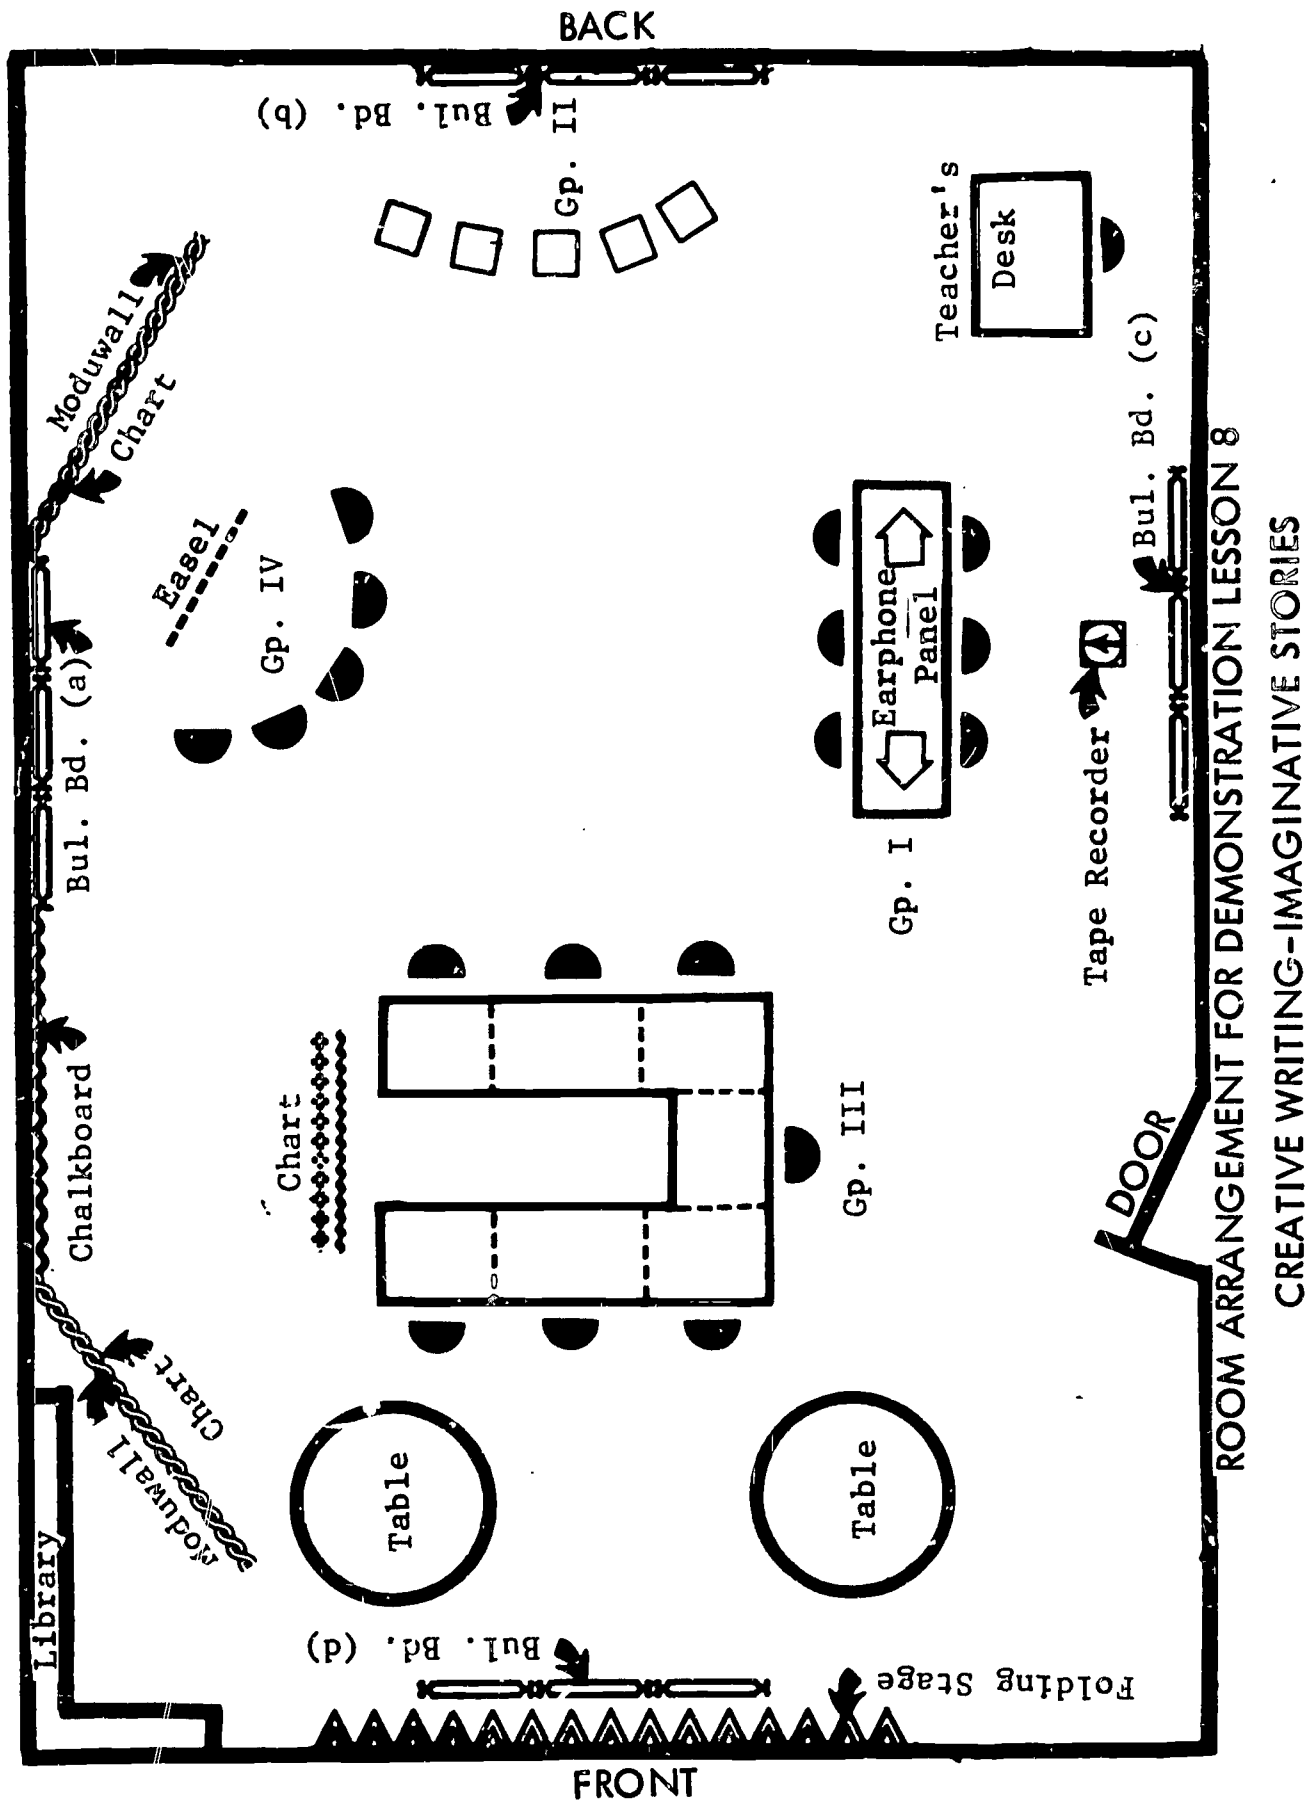 BACK
Bul. Bd. (b)
Gp. II
Teacher's
Desk
Moduwall
Chart
Easel
Gp. IV
Bul. Bd. (a)
Bul. Bd. (c)
Earphone
Panel
Gp. I
Tape Recorder
Chalkboard
Chart
Gp. III
DOOR
Chart
Moduwall
Library
Table
Table
Bul. Bd. (d)
Folding Stage
FRONT
ROOM ARRANGEMENT FOR DEMONSTRATION LESSON 8
CREATIVE WRITING-IMAGINATIVE STORIES